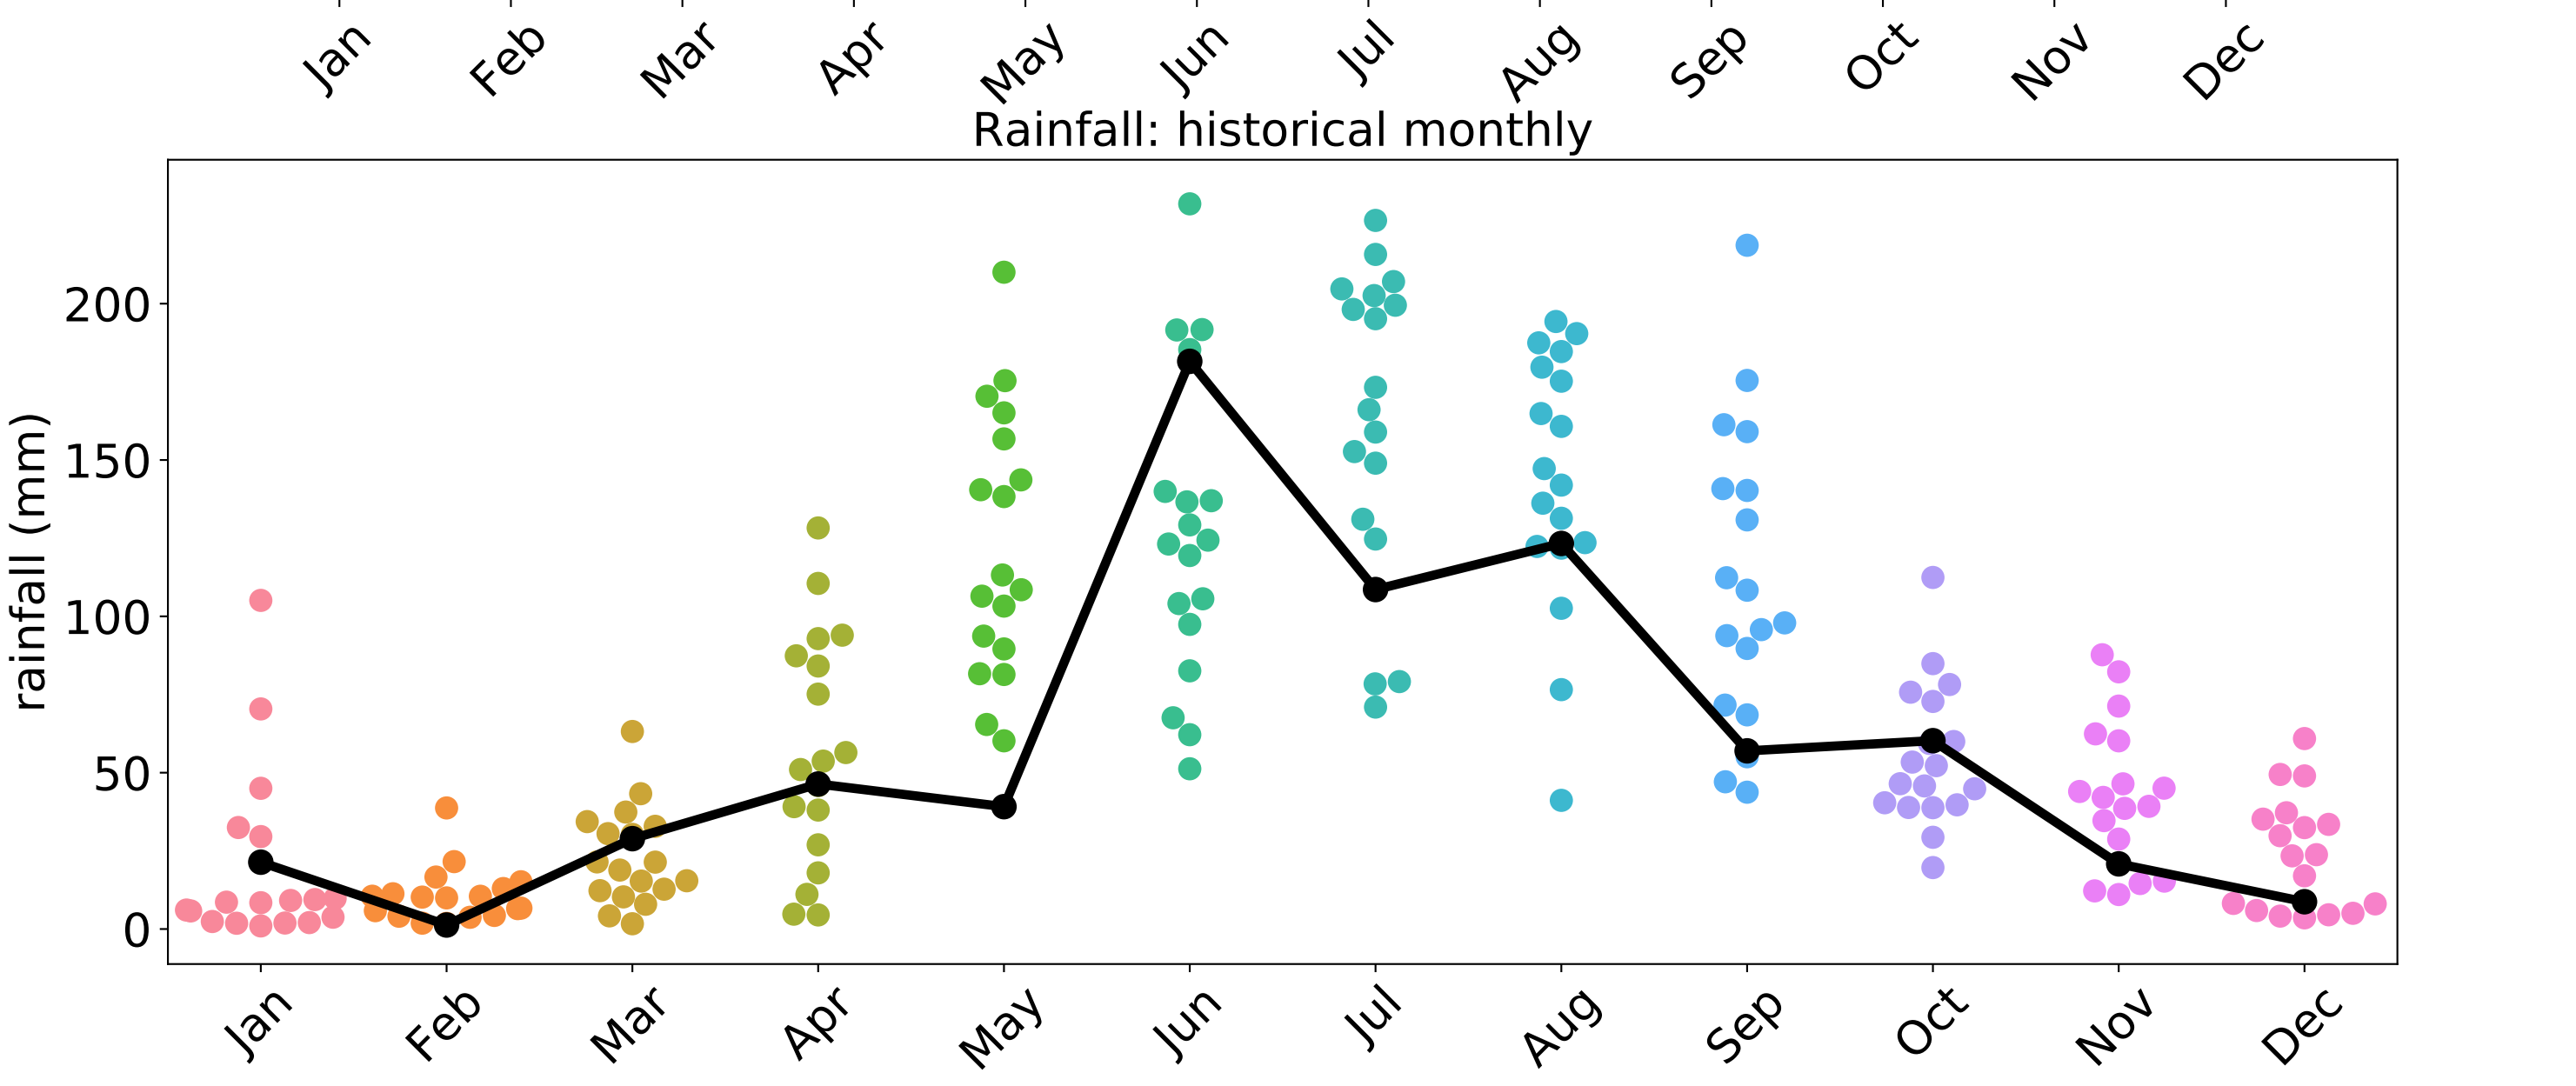 Jan Feb Mar Apr May Jun Jul Aug Sep Oct Nov Dec
Rainfall: historical monthly
rainfall (mm)
200
150
100
50
0
Jan Feb Mar Apr May Jun Jul Aug Sep Oct Nov Dec